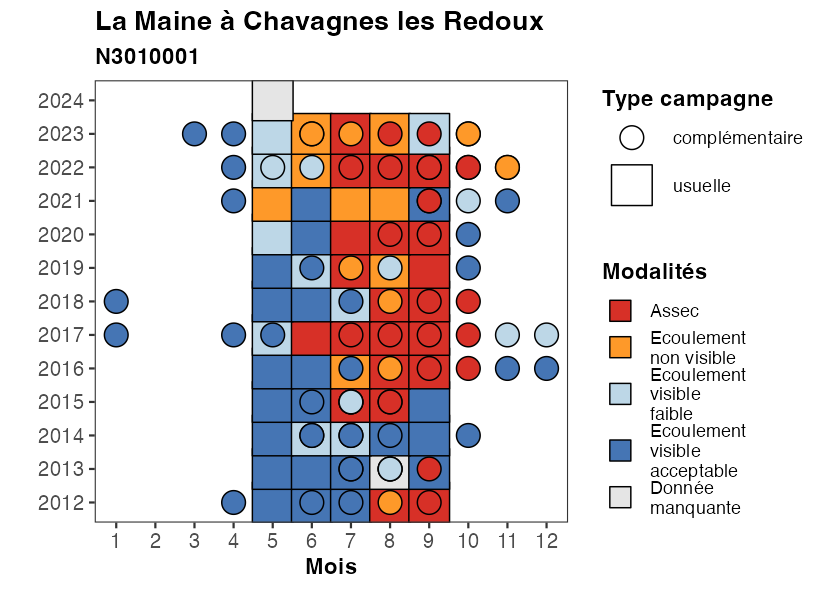 La Maine à Chavagnes les Redoux
N3010001
2024
2023
2022
2021
2020
2019
2018
2017
2016
2015
2014
2013
2012
1 2 3 4 5 6 7 8 9 10 11 12
Mois
Type campagne
complémentaire
usuelle
Modalités
Assec
Ecoulement
non visible
Ecoulement
visible
faible
Ecoulement
visible
acceptable
Donnée
manquante